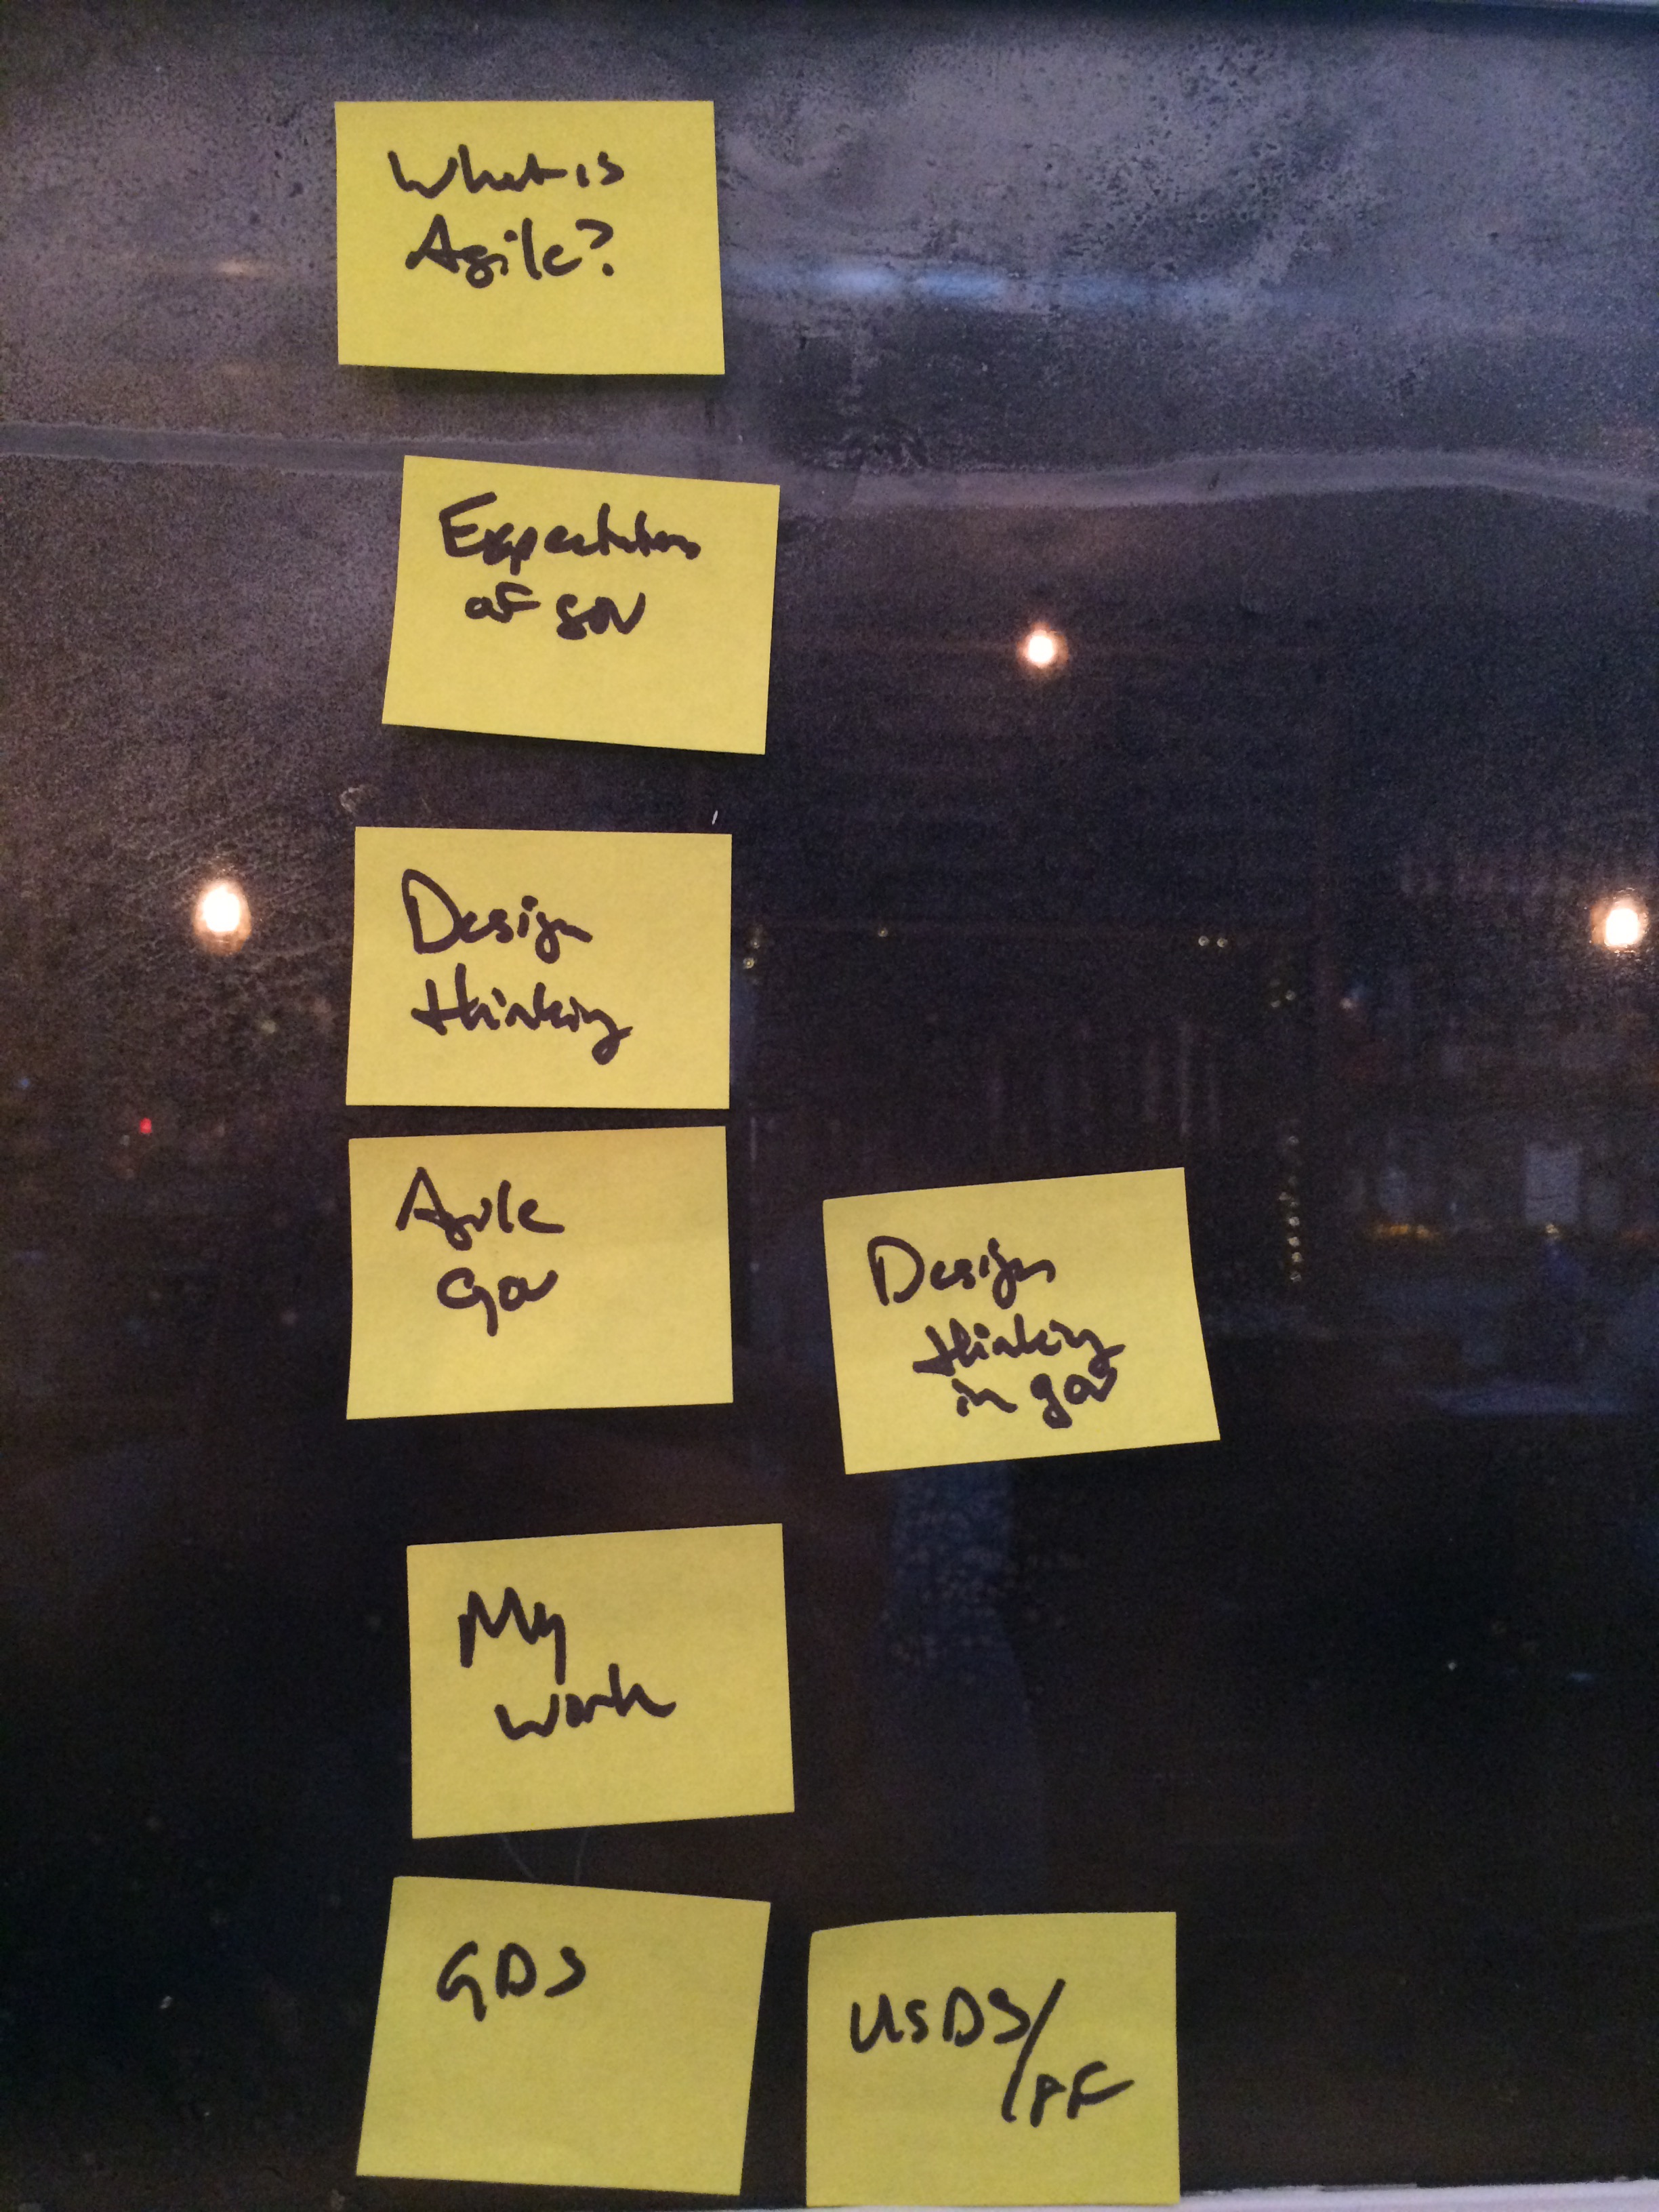 What is
Agile?
Expectations
of gov
Design
thinking
Agile
Gov
Design
thinking
in gov
My
work
GDS
USDS/
18F